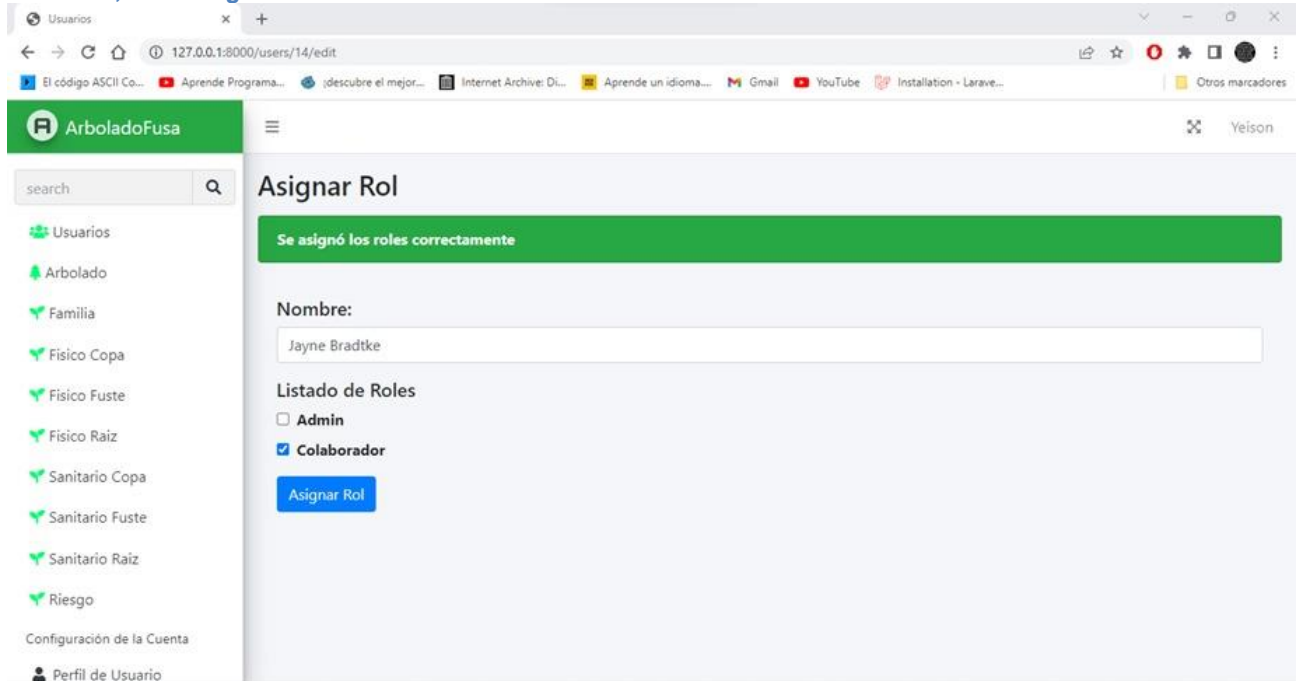 Usuarios
127.0.0.1:8000/users/14/edit
El código ASCII Co... Aprende Programa... ¡descubre el mejor... Internet Archive: Di... Aprende un idioma.... Gmail YouTube Installation - Larave... Otros marcadores
ArboladoFusa
Yeison
search
Asignar Rol
Usuarios
Se asignó los roles correctamente
Arbolado
Familia
Nombre:
Jayne Bradtke
Fisico Copa
Fisico Fuste
Listado de Roles
Admin
Fisico Raiz
Colaborador
Sanitario Copa
Asignar Rol
Sanitario Fuste
Sanitario Raiz
Riesgo
Configuración de la Cuenta
Perfil de Usuario